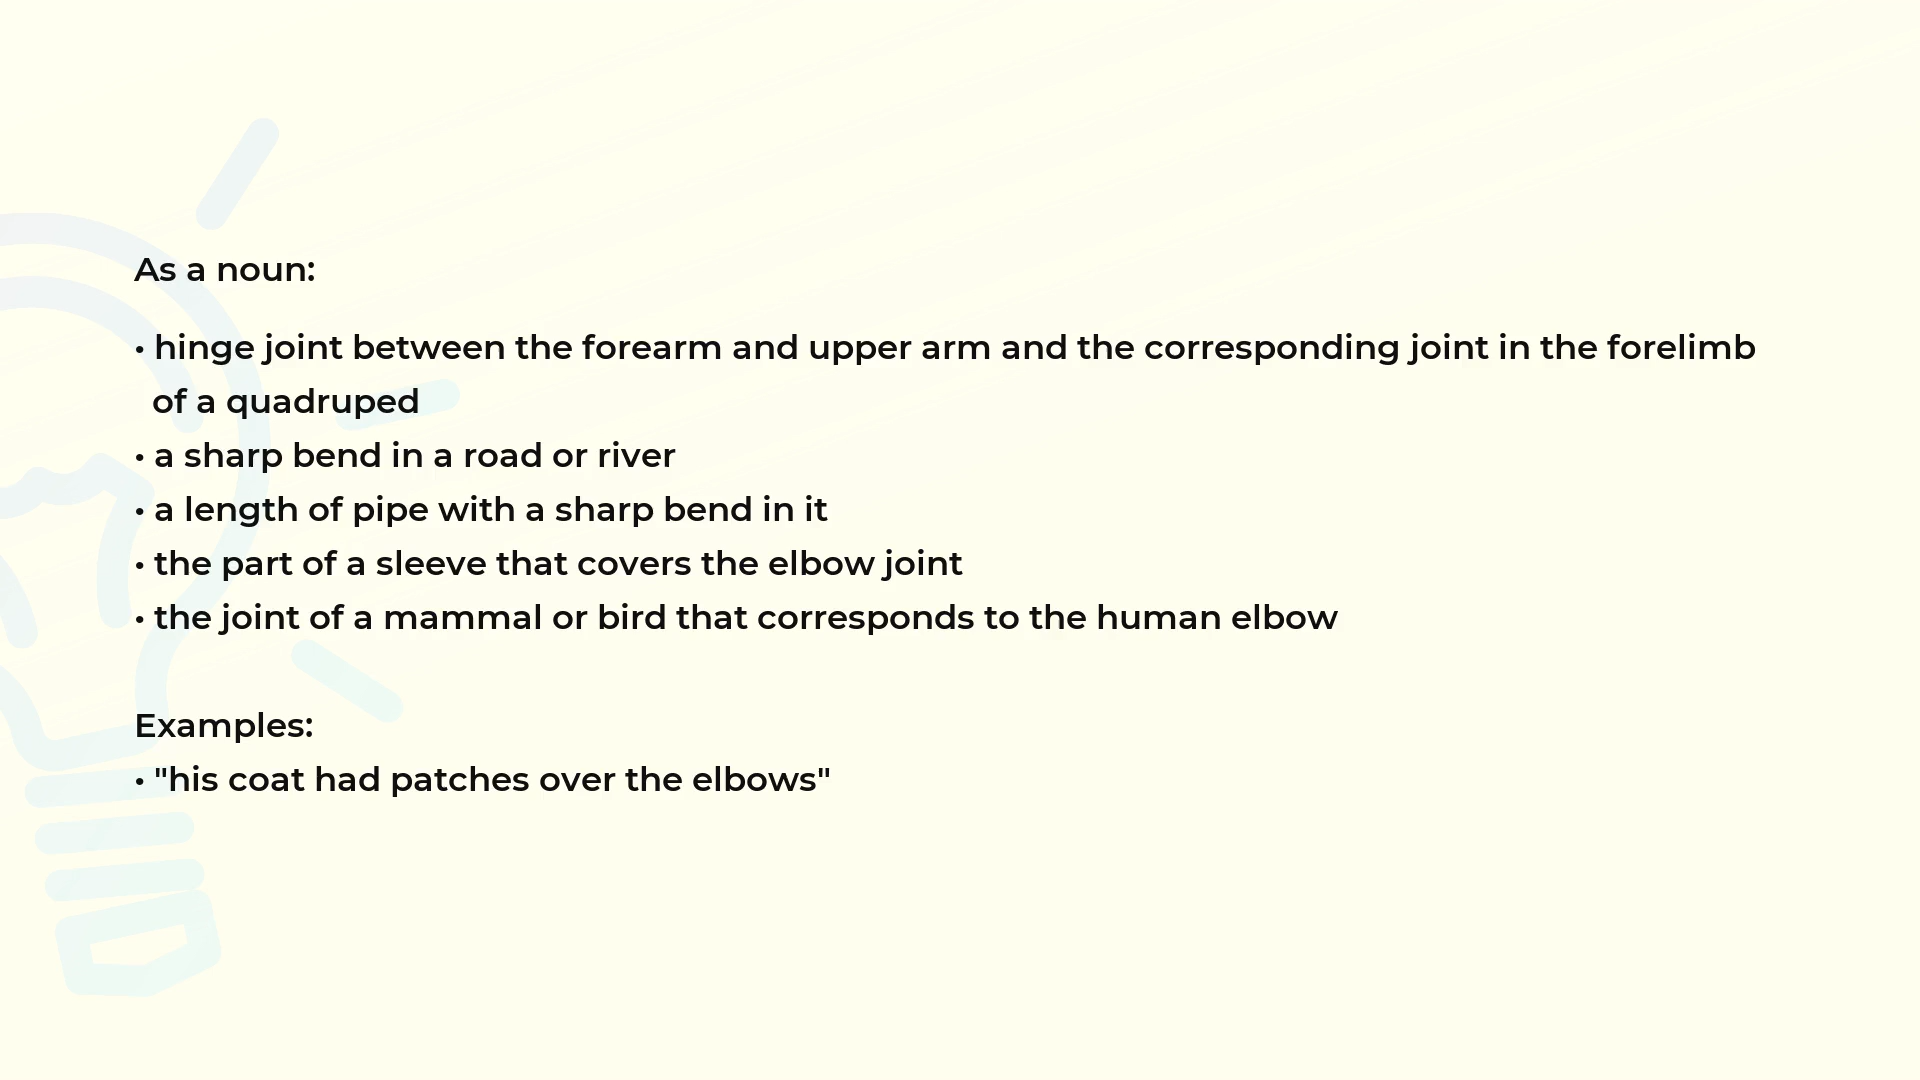 As a noun:
• hinge joint between the forearm and upper arm and the corresponding joint in the forelimb
of a quadruped
• a sharp bend in a road or river
• a length of pipe with a sharp bend in it
• the part of a sleeve that covers the elbow joint
• the joint of a mammal or bird that corresponds to the human elbow
Examples:
• "his coat had patches over the elbows"